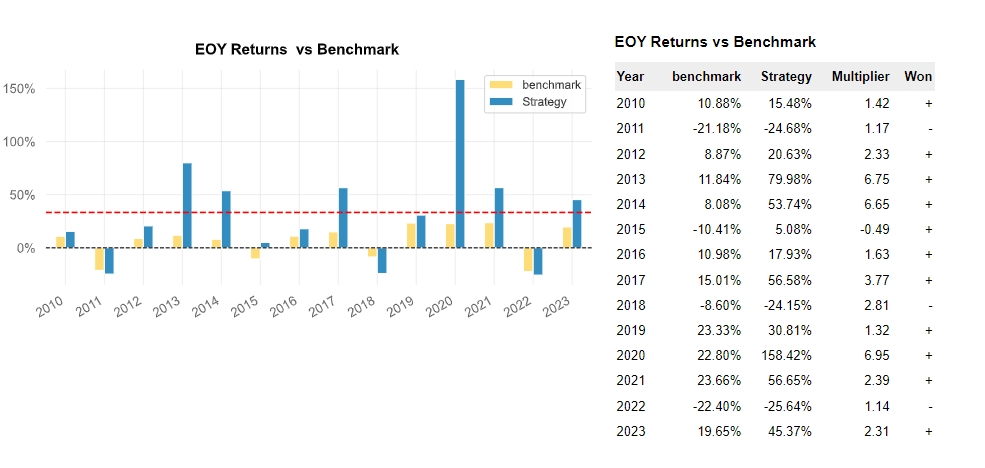 EOY Returns  vs Benchmark
150%
100%
50%
0%
benchmark
Strategy
2010 2011 2012 2013 2014 2015 2016 2017 2018 2019 2020 2021 2022 2023
EOY Returns vs Benchmark
Year benchmark Strategy Multiplier Won
2010 10.88% 15.48% 1.42 +
2011 -21.18% -24.68% 1.17 -
2012 8.87% 20.63% 2.33 +
2013 11.84% 79.98% 6.75 +
2014 8.08% 53.74% 6.65 +
2015 -10.41% 5.08% -0.49 +
2016 10.98% 17.93% 1.63 +
2017 15.01% 56.58% 3.77 +
2018 -8.60% -24.15% 2.81 -
2019 23.33% 30.81% 1.32 +
2020 22.80% 158.42% 6.95 +
2021 23.66% 56.65% 2.39 +
2022 -22.40% -25.64% 1.14 -
2023 19.65% 45.37% 2.31 +